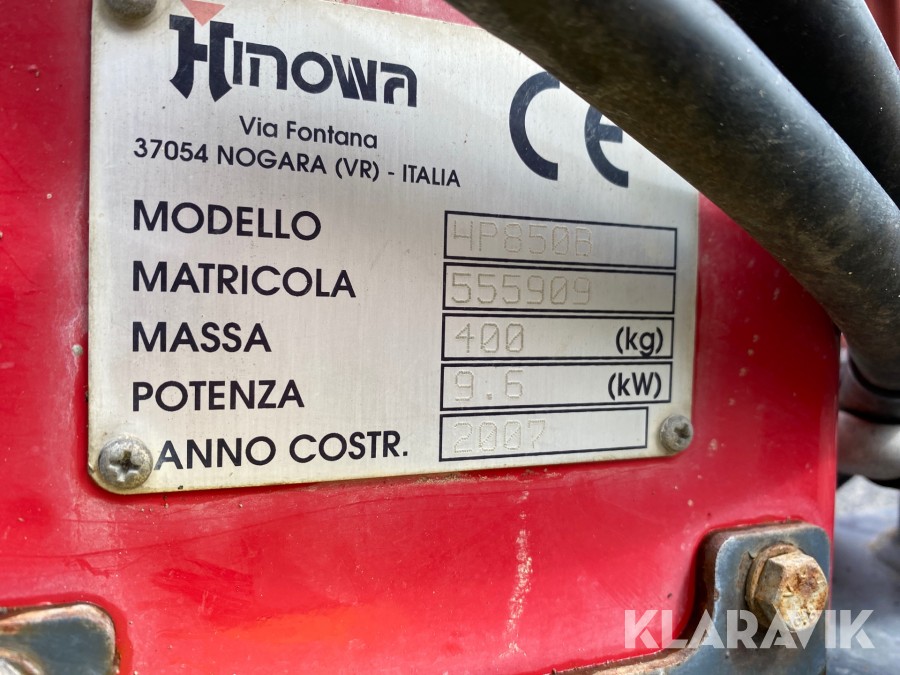 HINOWA
CE
Via Fontana
37054 NOGARA (VR) - ITALIA
MODELLO HP850B
MATRICOLA 555909
MASSA 400 (kg)
POTENZA 9.6 (kW)
ANNO COSTR. 2007
KLARAVIK